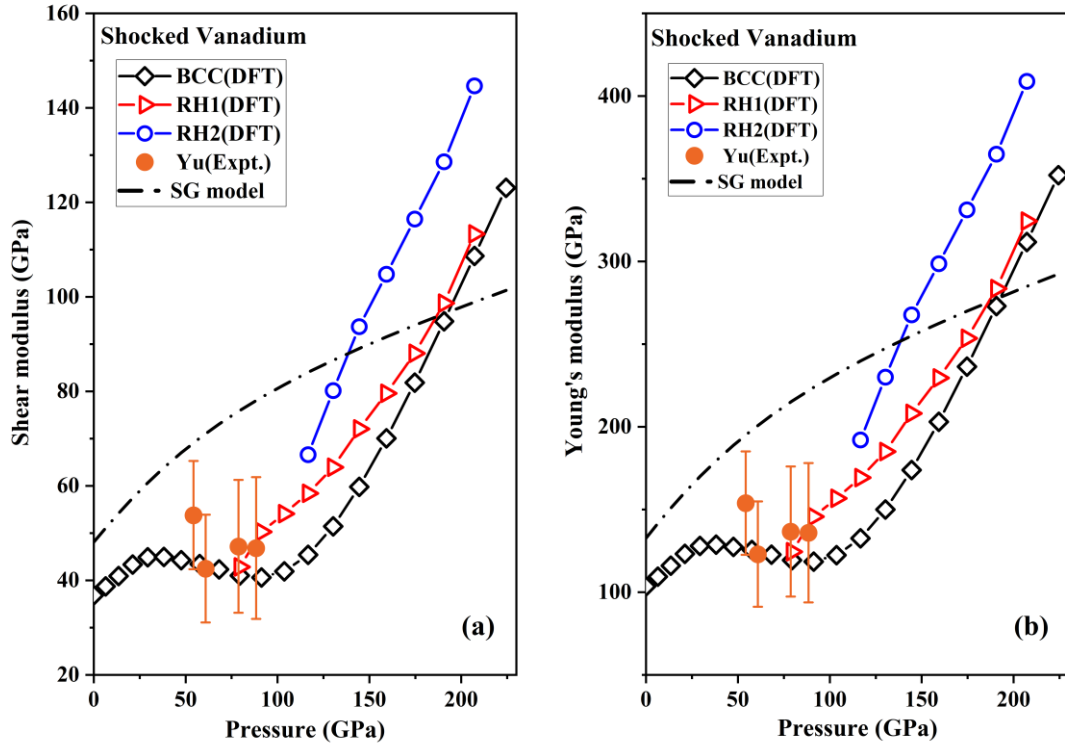 Shocked Vanadium
BCC(DFT)
RH1(DFT)
RH2(DFT)
Yu(Expt.)
SG model
160
140
120
100
80
60
40
20
0
50
100
150
200
Shear modulus (GPa)
Pressure (GPa)
(a)
Shocked Vanadium
BCC(DFT)
RH1(DFT)
RH2(DFT)
Yu(Expt.)
SG model
400
300
200
100
0
50
100
150
200
Young's modulus (GPa)
Pressure (GPa)
(b)